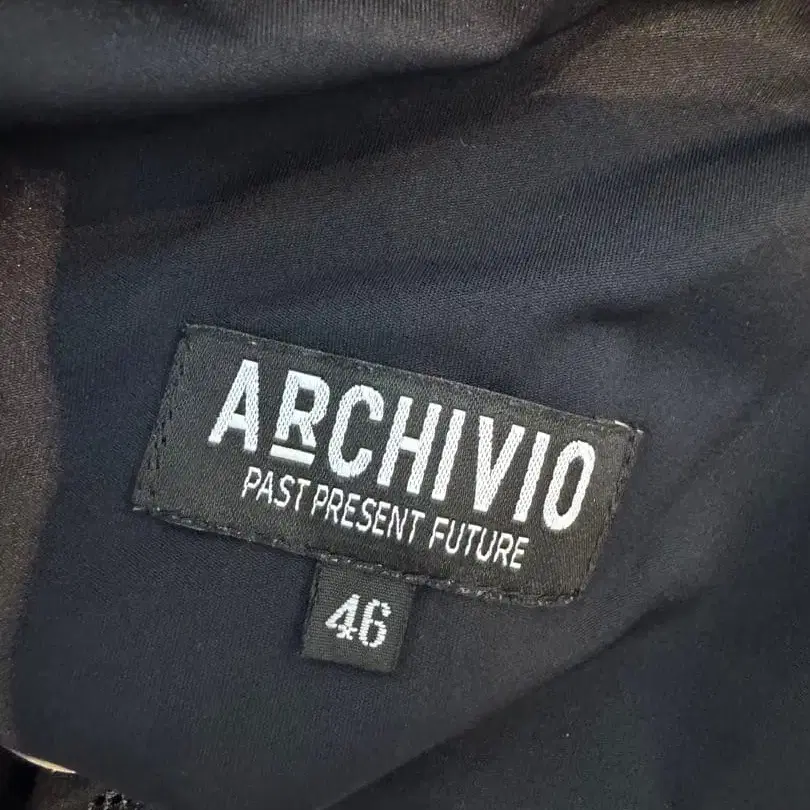 ARCHIVIO
PAST PRESENT FUTURE
46